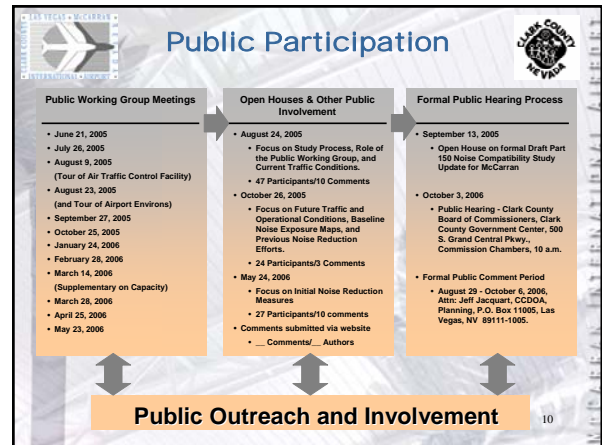 LAS VEGAS • McCARRAN
INTERNATIONAL AIRPORT
Public Participation
CLARK COUNTY
NEVADA
Public Working Group Meetings
• June 21, 2005
• July 26, 2005
• August 9, 2005
(Tour of Air Traffic Control Facility)
• August 23, 2005
(and Tour of Airport Environs)
• September 27, 2005
• October 25, 2005
• January 24, 2006
• February 28, 2006
• March 14, 2006
(Supplementary on Capacity)
• March 28, 2006
• April 25, 2006
• May 23, 2006
Open Houses & Other Public
Involvement
• August 24, 2005
• Focus on Study Process, Role of
the Public Working Group, and
Current Traffic Conditions.
• 47 Participants/10 Comments
• October 26, 2005
• Focus on Future Traffic and
Operational Conditions, Baseline
Noise Exposure Maps, and
Previous Noise Reduction
Efforts.
• 24 Participants/3 Comments
• May 24, 2006
• Focus on Initial Noise Reduction
Measures
• 27 Participants/10 comments
• Comments submitted via website
• __ Comments/__ Authors
Formal Public Hearing Process
• September 13, 2005
• Open House on formal Draft Part
150 Noise Compatibility Study
Update for McCarran
• October 3, 2006
• Public Hearing - Clark County
Board of Commissioners, Clark
County Government Center, 500
S. Grand Central Pkwy.,
Commission Chambers, 10 a.m.
• Formal Public Comment Period
• August 29 - October 6, 2006,
Attn: Jeff Jacquart, CCDOA,
Planning, P.O. Box 11005, Las
Vegas, NV 89111-1005.
Public Outreach and Involvement
10